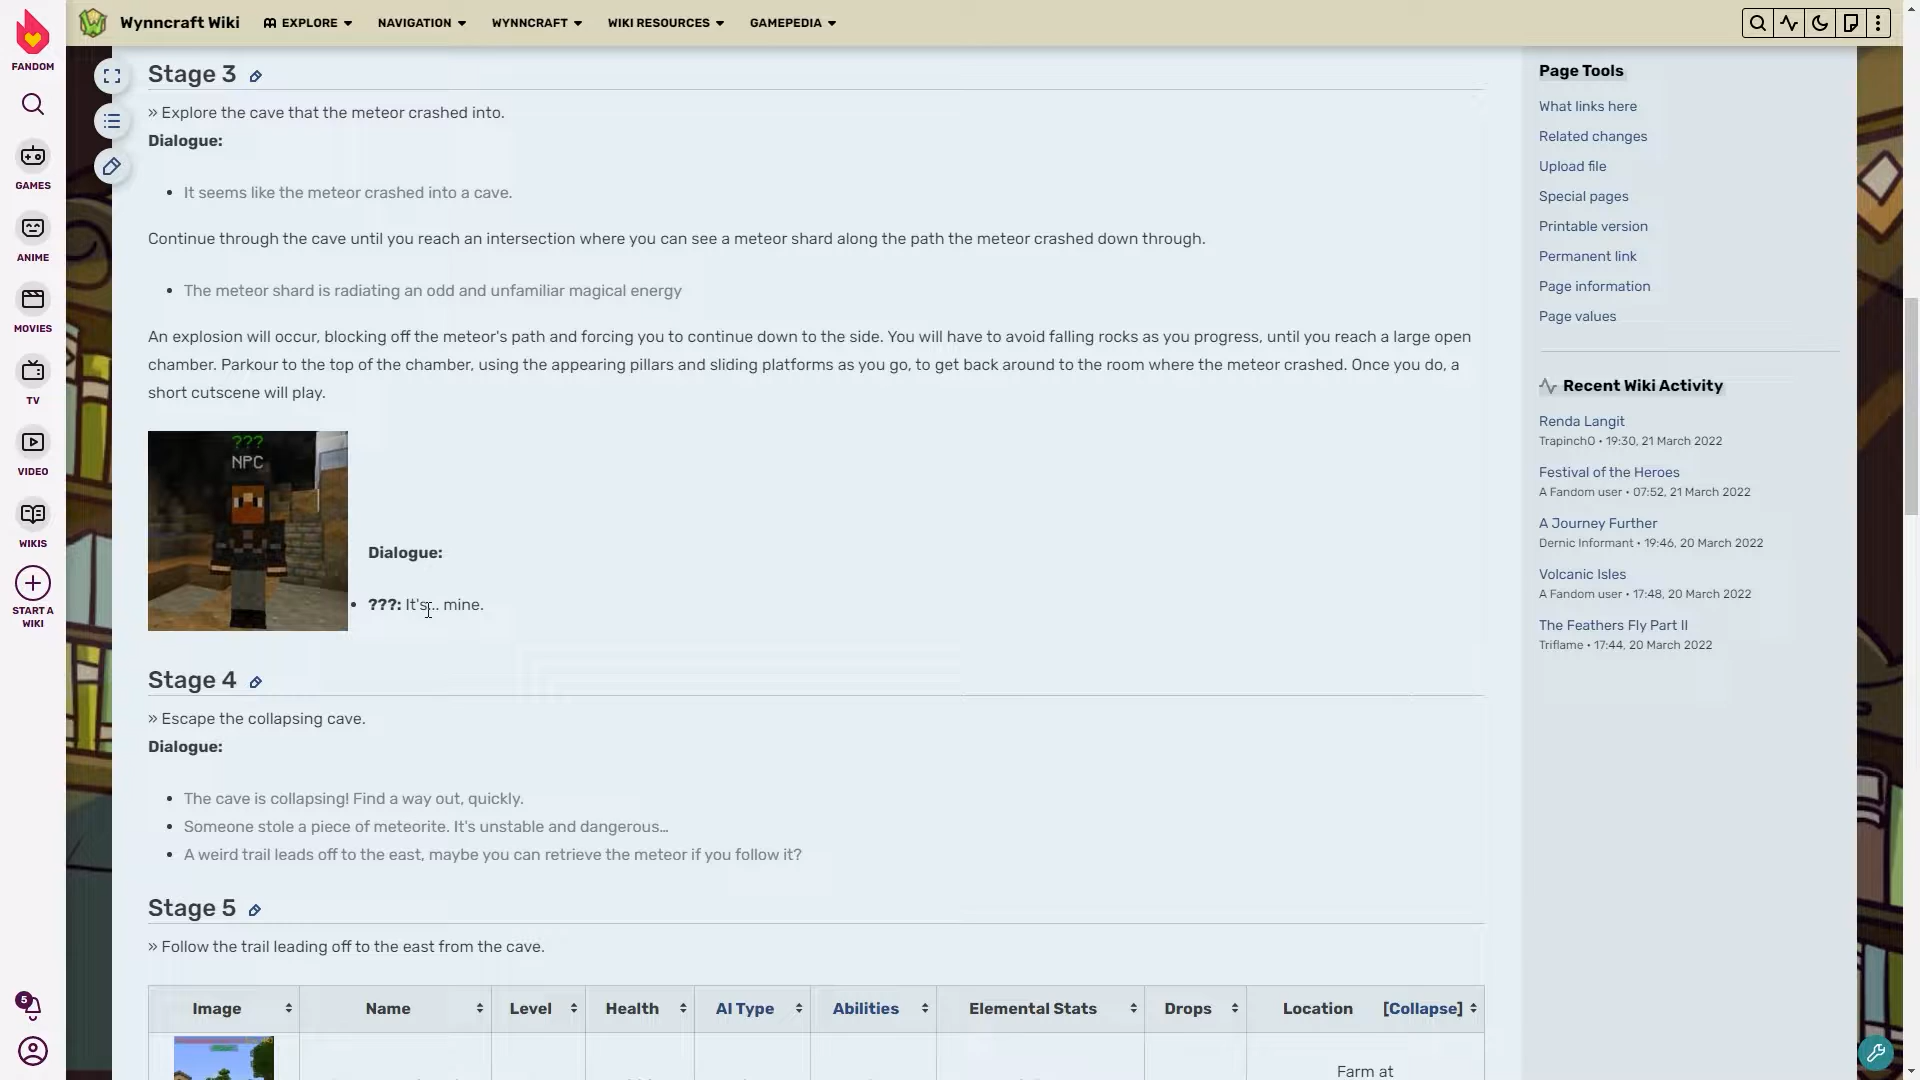 FANDOM
GAMES
ANIME
MOVIES
TV
VIDEO
WIKIS
START A
WIKI
5
Wynncraft Wiki
EXPLORE
NAVIGATION
WYNNCRAFT
WIKI RESOURCES
GAMEPEDIA
Stage 3
» Explore the cave that the meteor crashed into.
Dialogue:
• It seems like the meteor crashed into a cave.
Continue through the cave until you reach an intersection where you can see a meteor shard along the path the meteor crashed down through.
• The meteor shard is radiating an odd and unfamiliar magical energy
An explosion will occur, blocking off the meteor's path and forcing you to continue down to the side. You will have to avoid falling rocks as you progress, until you reach a large open
chamber. Parkour to the top of the chamber, using the appearing pillars and sliding platforms as you go, to get back around to the room where the meteor crashed. Once you do, a
short cutscene will play.
???
NPC
Dialogue:
• ???: It's... mine.
Stage 4
» Escape the collapsing cave.
Dialogue:
• The cave is collapsing! Find a way out, quickly.
• Someone stole a piece of meteorite. It's unstable and dangerous...
• A weird trail leads off to the east, maybe you can retrieve the meteor if you follow it?
Stage 5
» Follow the trail leading off to the east from the cave.
Image Name Level Health AI Type Abilities Elemental Stats Drops Location [Collapse]
Farm at
Page Tools
What links here
Related changes
Upload file
Special pages
Printable version
Permanent link
Page information
Page values
Recent Wiki Activity
Renda Langit
TrapinchO • 19:30, 21 March 2022
Festival of the Heroes
A Fandom user • 07:52, 21 March 2022
A Journey Further
Dernic Informant • 19:46, 20 March 2022
Volcanic Isles
A Fandom user • 17:48, 20 March 2022
The Feathers Fly Part II
Triflame • 17:44, 20 March 2022